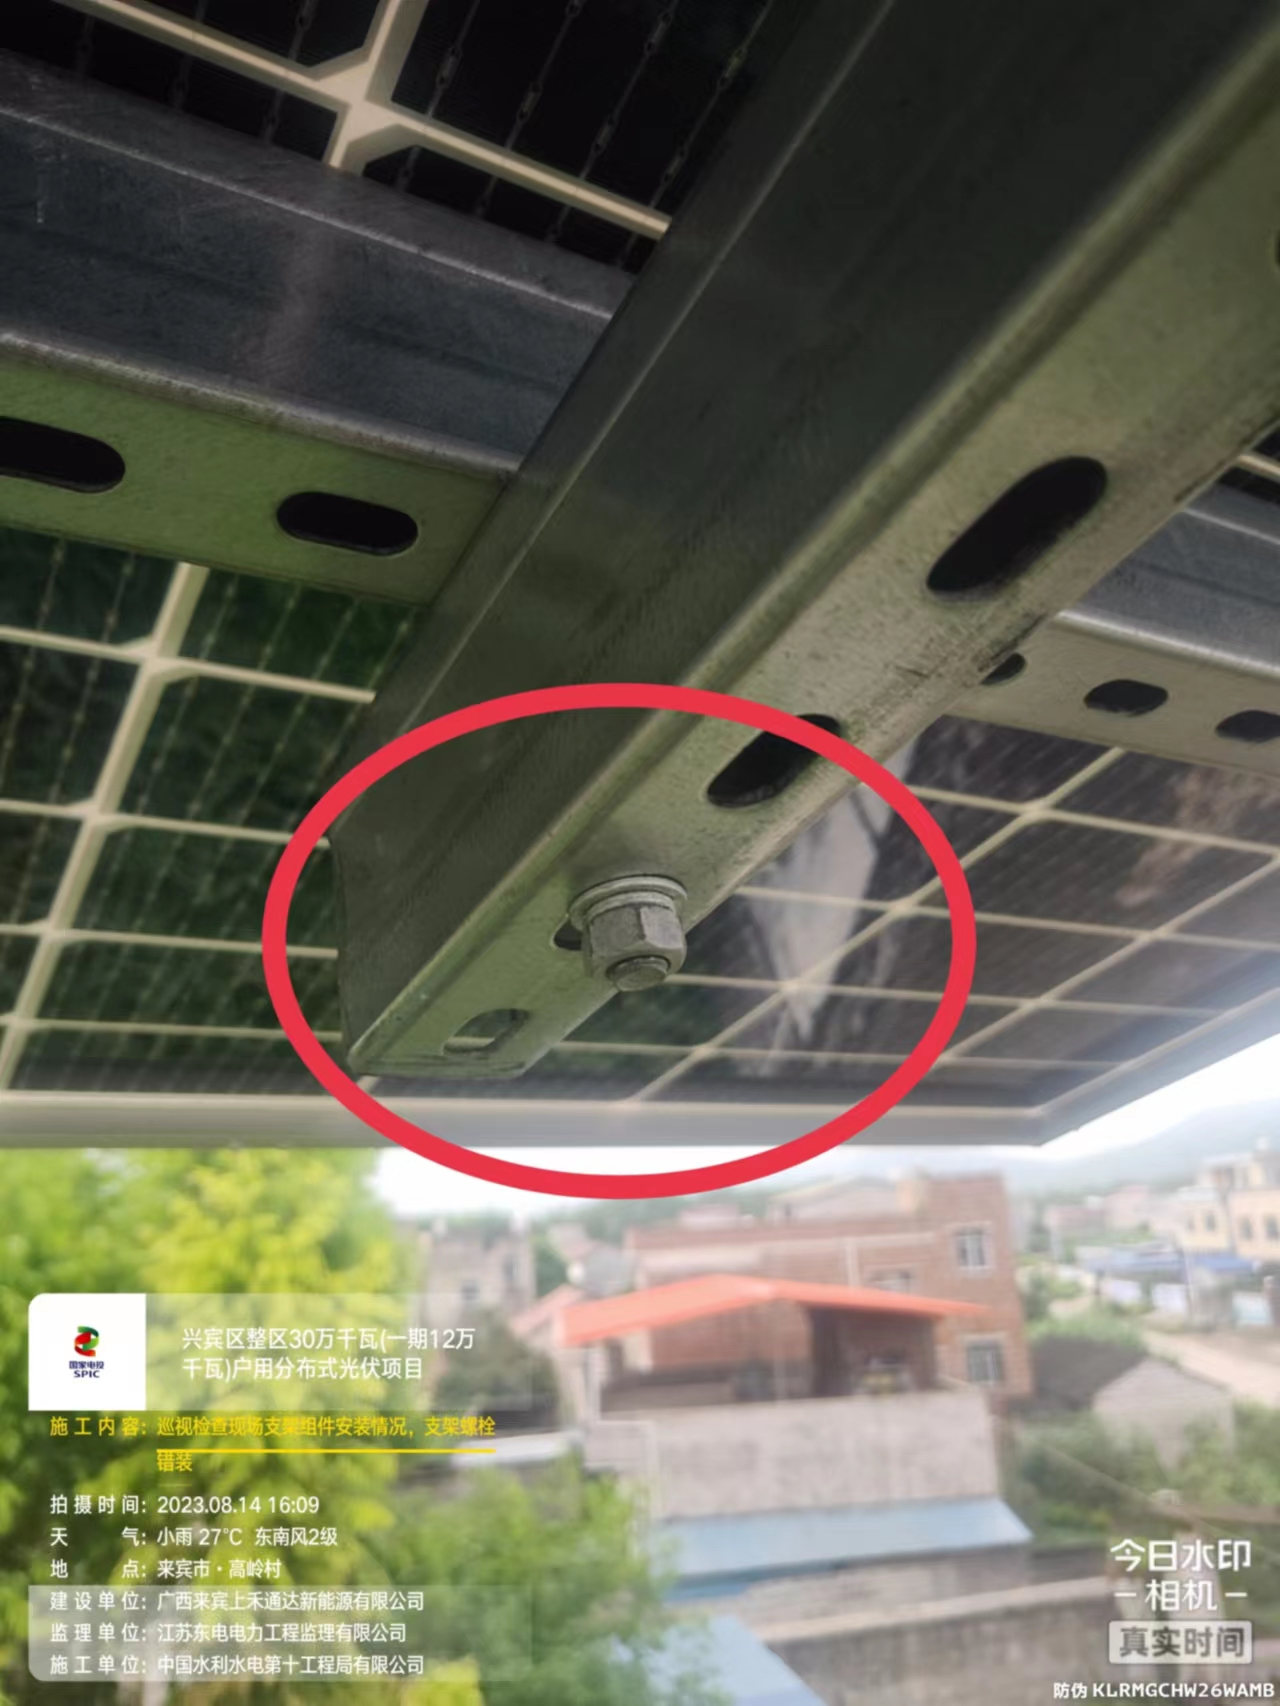 国家电投
SPIC
兴宾区整区30万千瓦(一期12万
千瓦)户用分布式光伏项目
施工内容：巡视检查现场支架组件安装情况，支架螺栓
错装
拍摄时间：2023.08.14 16:09
天气：小雨 27℃ 东南风2级
地点：来宾市·高岭村
建设单位：广西来宾上禾通达新能源有限公司
监理单位：江苏东电电力工程监理有限公司
施工单位：中国水利水电第十工程局有限公司
今日水印
-相机-
真实时间
防伪 KLRMGCHW26WAMB